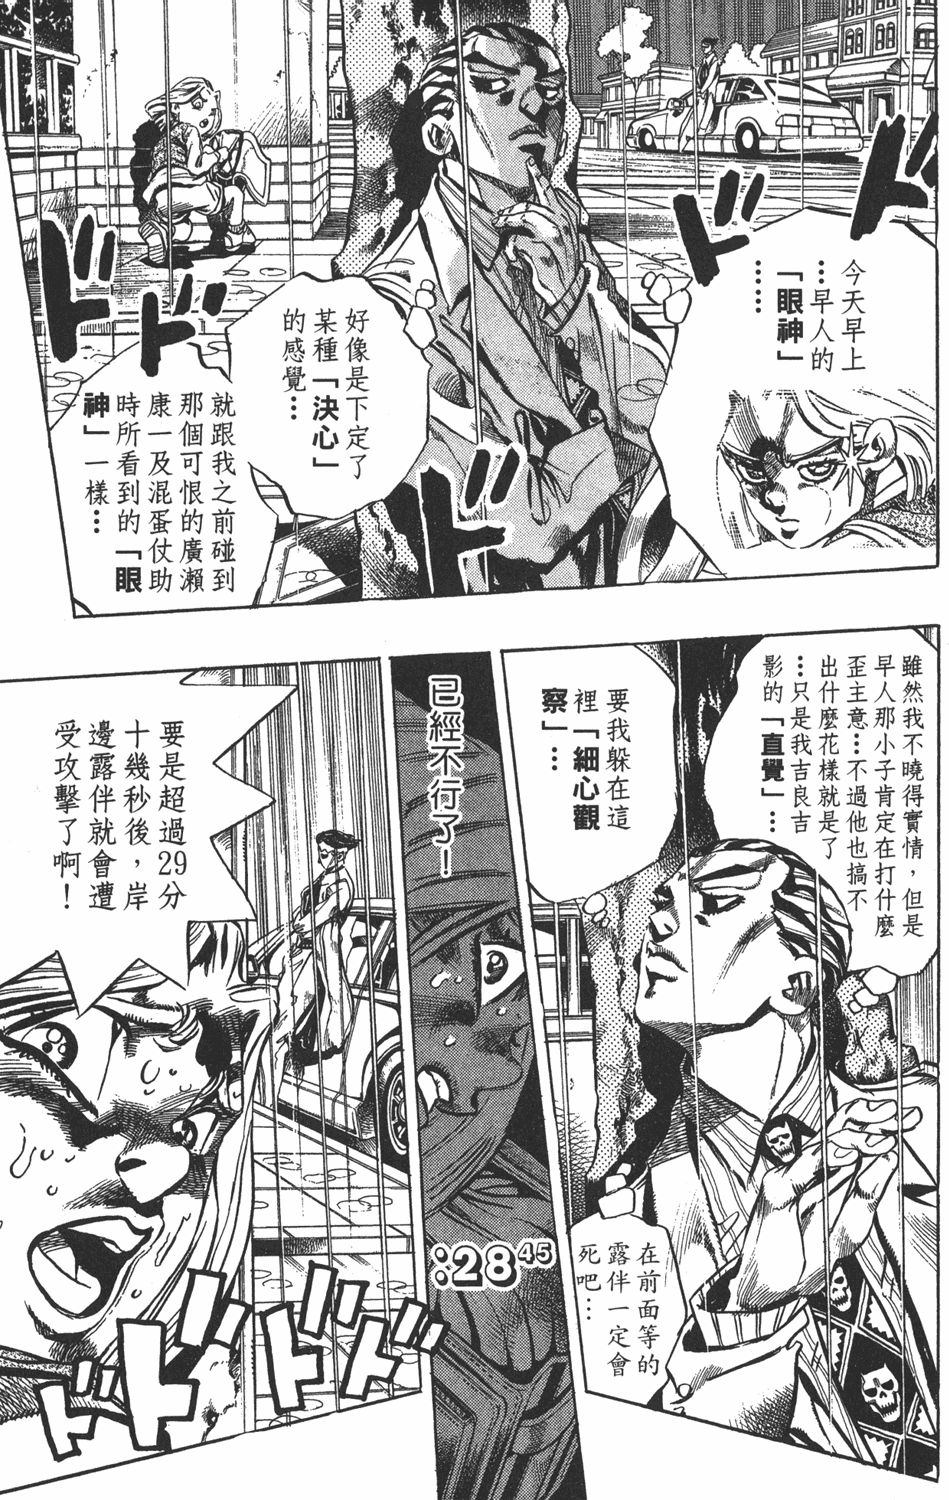 今天早上
…早人的
「眼神」
……
好像是下定了
某種「決心」
的感覺…
就跟我之前碰到
那個可恨的廣瀨
康一及混蛋仗助
時所看到的「眼
神」一樣…
ドドドド
雖然我不曉得實情，但是
早人那小子肯定在打什麼
歪主意…不過他也搞不
出什麼花樣就是了
…只是我吉良吉
影的「直覺」…
要我躲在這
裡「細心觀
察」…
在前面等的
露伴一定會
死吧…
已經不行了！
:28 45
要是超過29分
十幾秒後，岸
邊露伴就會遭
受攻擊了啊！
ドドドド